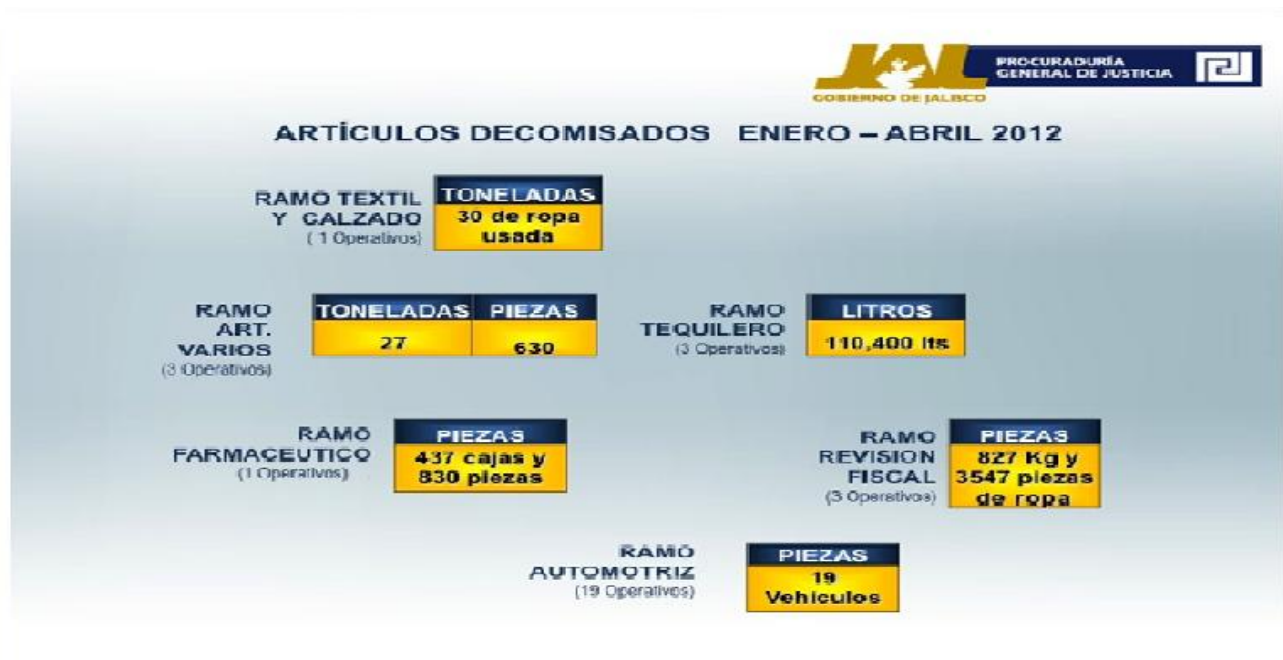 JAL
GOBIERNO DE JALISCO
PROCURADURÍA
GENERAL DE JUSTICIA
ARTÍCULOS DECOMISADOS ENERO – ABRIL 2012
RAMO TEXTIL
Y CALZADO
( 1 Operativos)
TONELADAS
30 de ropa
usada
RAMO
ART.
VARIOS
(3 Operativos)
TONELADAS PIEZAS
27 630
RAMO
TEQUILERO
(3 Operativos)
LITROS
110,400 lts
RAMO
FARMACEUTICO
(1 Operativos)
PIEZAS
437 cajas y
830 piezas
RAMO
REVISION
FISCAL
(3 Operativos)
PIEZAS
827 Kg y
3547 piezas
de ropa
RAMO
AUTOMOTRIZ
(19 Operativos)
PIEZAS
19
Vehiculos